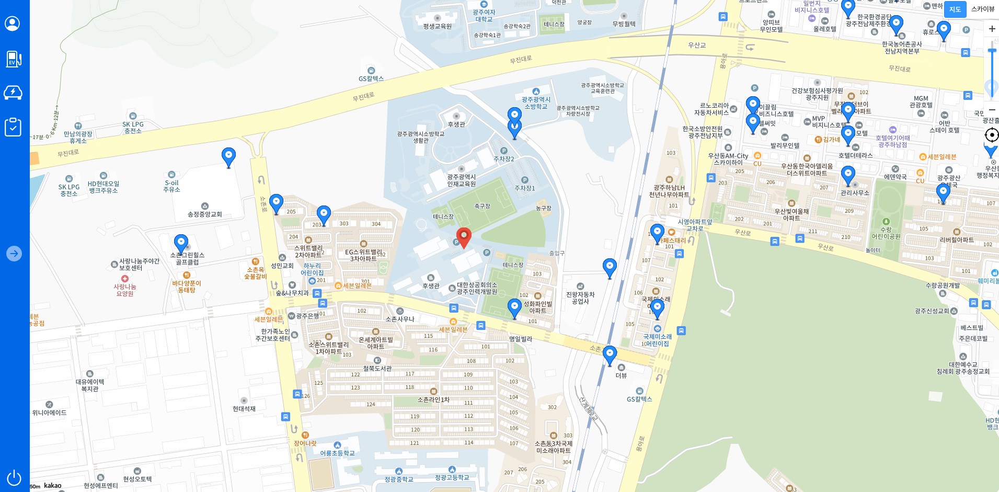 지도
스카이뷰
EV
덕천관
광주여자
대학교
평생교육원
송강학숙2관
송강학숙1관
테니스장
양궁장
무빙월텍
일번지
비지니스호텔
앙띠브
무인모텔
올레호텔
한국환경공단
광주전남제주환경
맨하
휴로스
한국농어촌공사
전남지역본부
우산교
무진대로
무진대로
무진대로
무진대로
용아로
GS칼텍스
광주광역시소방학교
교육훈련관
광주광역시
소방학교
광주광역시소방학교
차량전시장
건강보험심사평가원
광주지원
102
MGM
관광호텔
르노코리아
자동차서비스
이끌림
비즈니스호텔
MVP
비지니스호텔
어반
스테이 호텔
한국소방안전원
광주전남지부
텔써밋
모텔
호텔여기어때
광주하남점
발리무인텔
김가네
호텔더테라스
SK LPG
충전소
만남의광장
휴게소
~17분·0·6Km·12분→
후생관
광주광역시소방학교
생활관
주차장2
103
우산동AM-City
스카이하이
CU
우산동한국아델리움
더스위트아파트
세븐일레븐
우산동
행정복지
SK LPG
충전소
HD현대오일
뱅크주유소
S-oil
주유소
광주광역시
인재교육원
주차장1
205
203
206
207
에덴약국
CU
광주광산
관리사무소
광주하남LH
천년나무아파트
101
송정중앙교회
소촌로
205
203
303
304
204
축구장
테니스장
농구장
우산빛여울채
아파트
209
202
201
211
210
107
105
수랑
어린이공원
리버힐아파트
시영아파트앞
교차로
우산로
우산로
놀이터
101
소촌그린힐스
골프클럽
사랑나눔주야간
보호센터
사랑나눔
요양원
바다양푼이
동태탕
소촌옥
숯불갈비
성민교회
스위트밸리
2차아파트
EG스위트밸리
3차아파트
하누리
어린이집
201
301
숲&나무치과
세븐일레븐
출입구
테니스장
103
102
후생관
대한상공회의소
광주인력개발원
성화파인빌
아파트
101
진왕자동차
공업사
카페스태리
101
107
102
106
국제미소래
105
국제미소래
어린이집
수랑공원개발
광주신성교회
웨미리
베스트빌
주은데코빌
대한예수교
침례회 광주송정교회
세븐일레븐
광주은행
한가족노인
주간보호센터
101
102
소촌사우나
세븐일레븐
102
소촌스위트밸리
1차아파트
103
온세계아트빌
아파트
115
116
101
명일빌라
108
102
소촌
더뷰
GS칼텍스
철쭉도서관
122
117
109
103
125
123
118
110
126
소촌라인1차
104
124
111
119
112
105
120
113
106
121
114
107
302
303
산계제2교
소촌동3차국제
미소래아파트
304
207
206
205
용아로
대유에이텍
복지관
위니아에이드
현대석재
장어나랏
어룡초등학교
정광중학교
정광고등학교
현성오토텍
현성에프엔티
HD현
뱅크
50m kakao